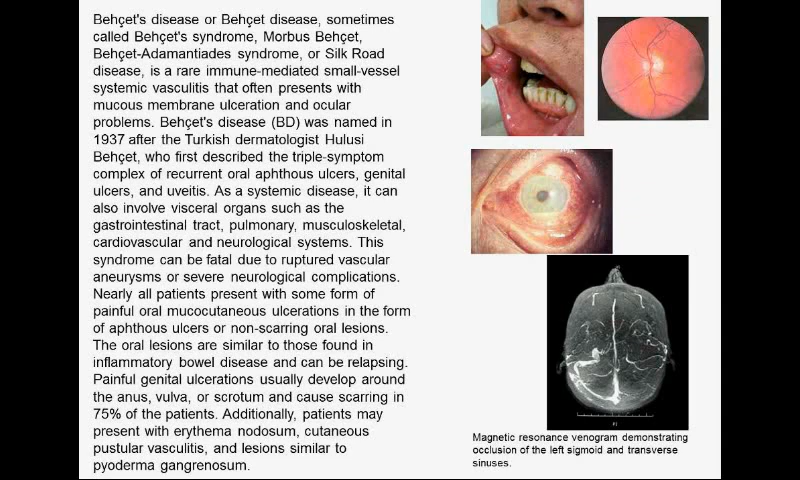 Behçet's disease or Behçet disease, sometimes
called Behçet's syndrome, Morbus Behçet,
Behçet-Adamantiades syndrome, or Silk Road
disease, is a rare immune-mediated small-vessel
systemic vasculitis that often presents with
mucous membrane ulceration and ocular
problems. Behçet's disease (BD) was named in
1937 after the Turkish dermatologist Hulusi
Behçet, who first described the triple-symptom
complex of recurrent oral aphthous ulcers, genital
ulcers, and uveitis. As a systemic disease, it can
also involve visceral organs such as the
gastrointestinal tract, pulmonary, musculoskeletal,
cardiovascular and neurological systems. This
syndrome can be fatal due to ruptured vascular
aneurysms or severe neurological complications.
Nearly all patients present with some form of
painful oral mucocutaneous ulcerations in the form
of aphthous ulcers or non-scarring oral lesions.
The oral lesions are similar to those found in
inflammatory bowel disease and can be relapsing.
Painful genital ulcerations usually develop around
the anus, vulva, or scrotum and cause scarring in
75% of the patients. Additionally, patients may
present with erythema nodosum, cutaneous
pustular vasculitis, and lesions similar to
pyoderma gangrenosum.
Magnetic resonance venogram demonstrating
occlusion of the left sigmoid and transverse
sinuses.